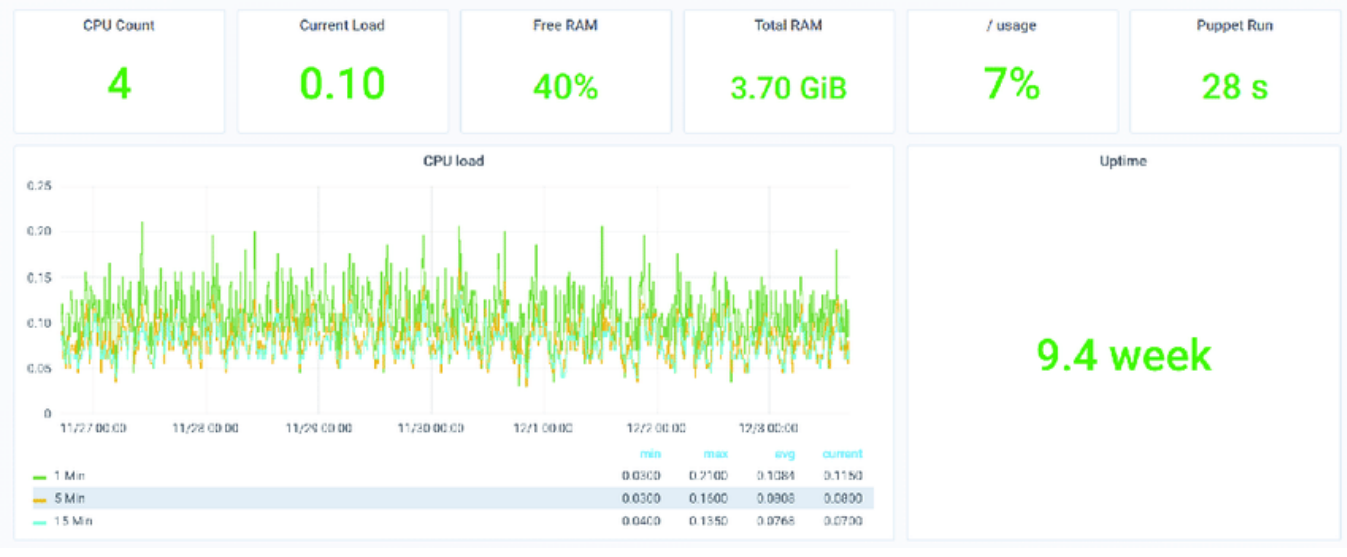 CPU Count
Current Load
Free RAM
Total RAM
/ usage
Puppet Run
4
0.10
40%
3.70 GiB
7%
28 s
CPU load
Uptime
0.25
0.20
0.15
0.10
0.05
0
11/27 00:00 11/28 00:00 11/29 00:00 11/30 00:00 12/1 00:00 12/2 00:00 12/3 00:00
min max avg current
1 Min 0.0300 0.2100 0.1084 0.1150
5 Min 0.0300 0.1600 0.0808 0.0800
15 Min 0.0400 0.1350 0.0768 0.0700
9.4 week